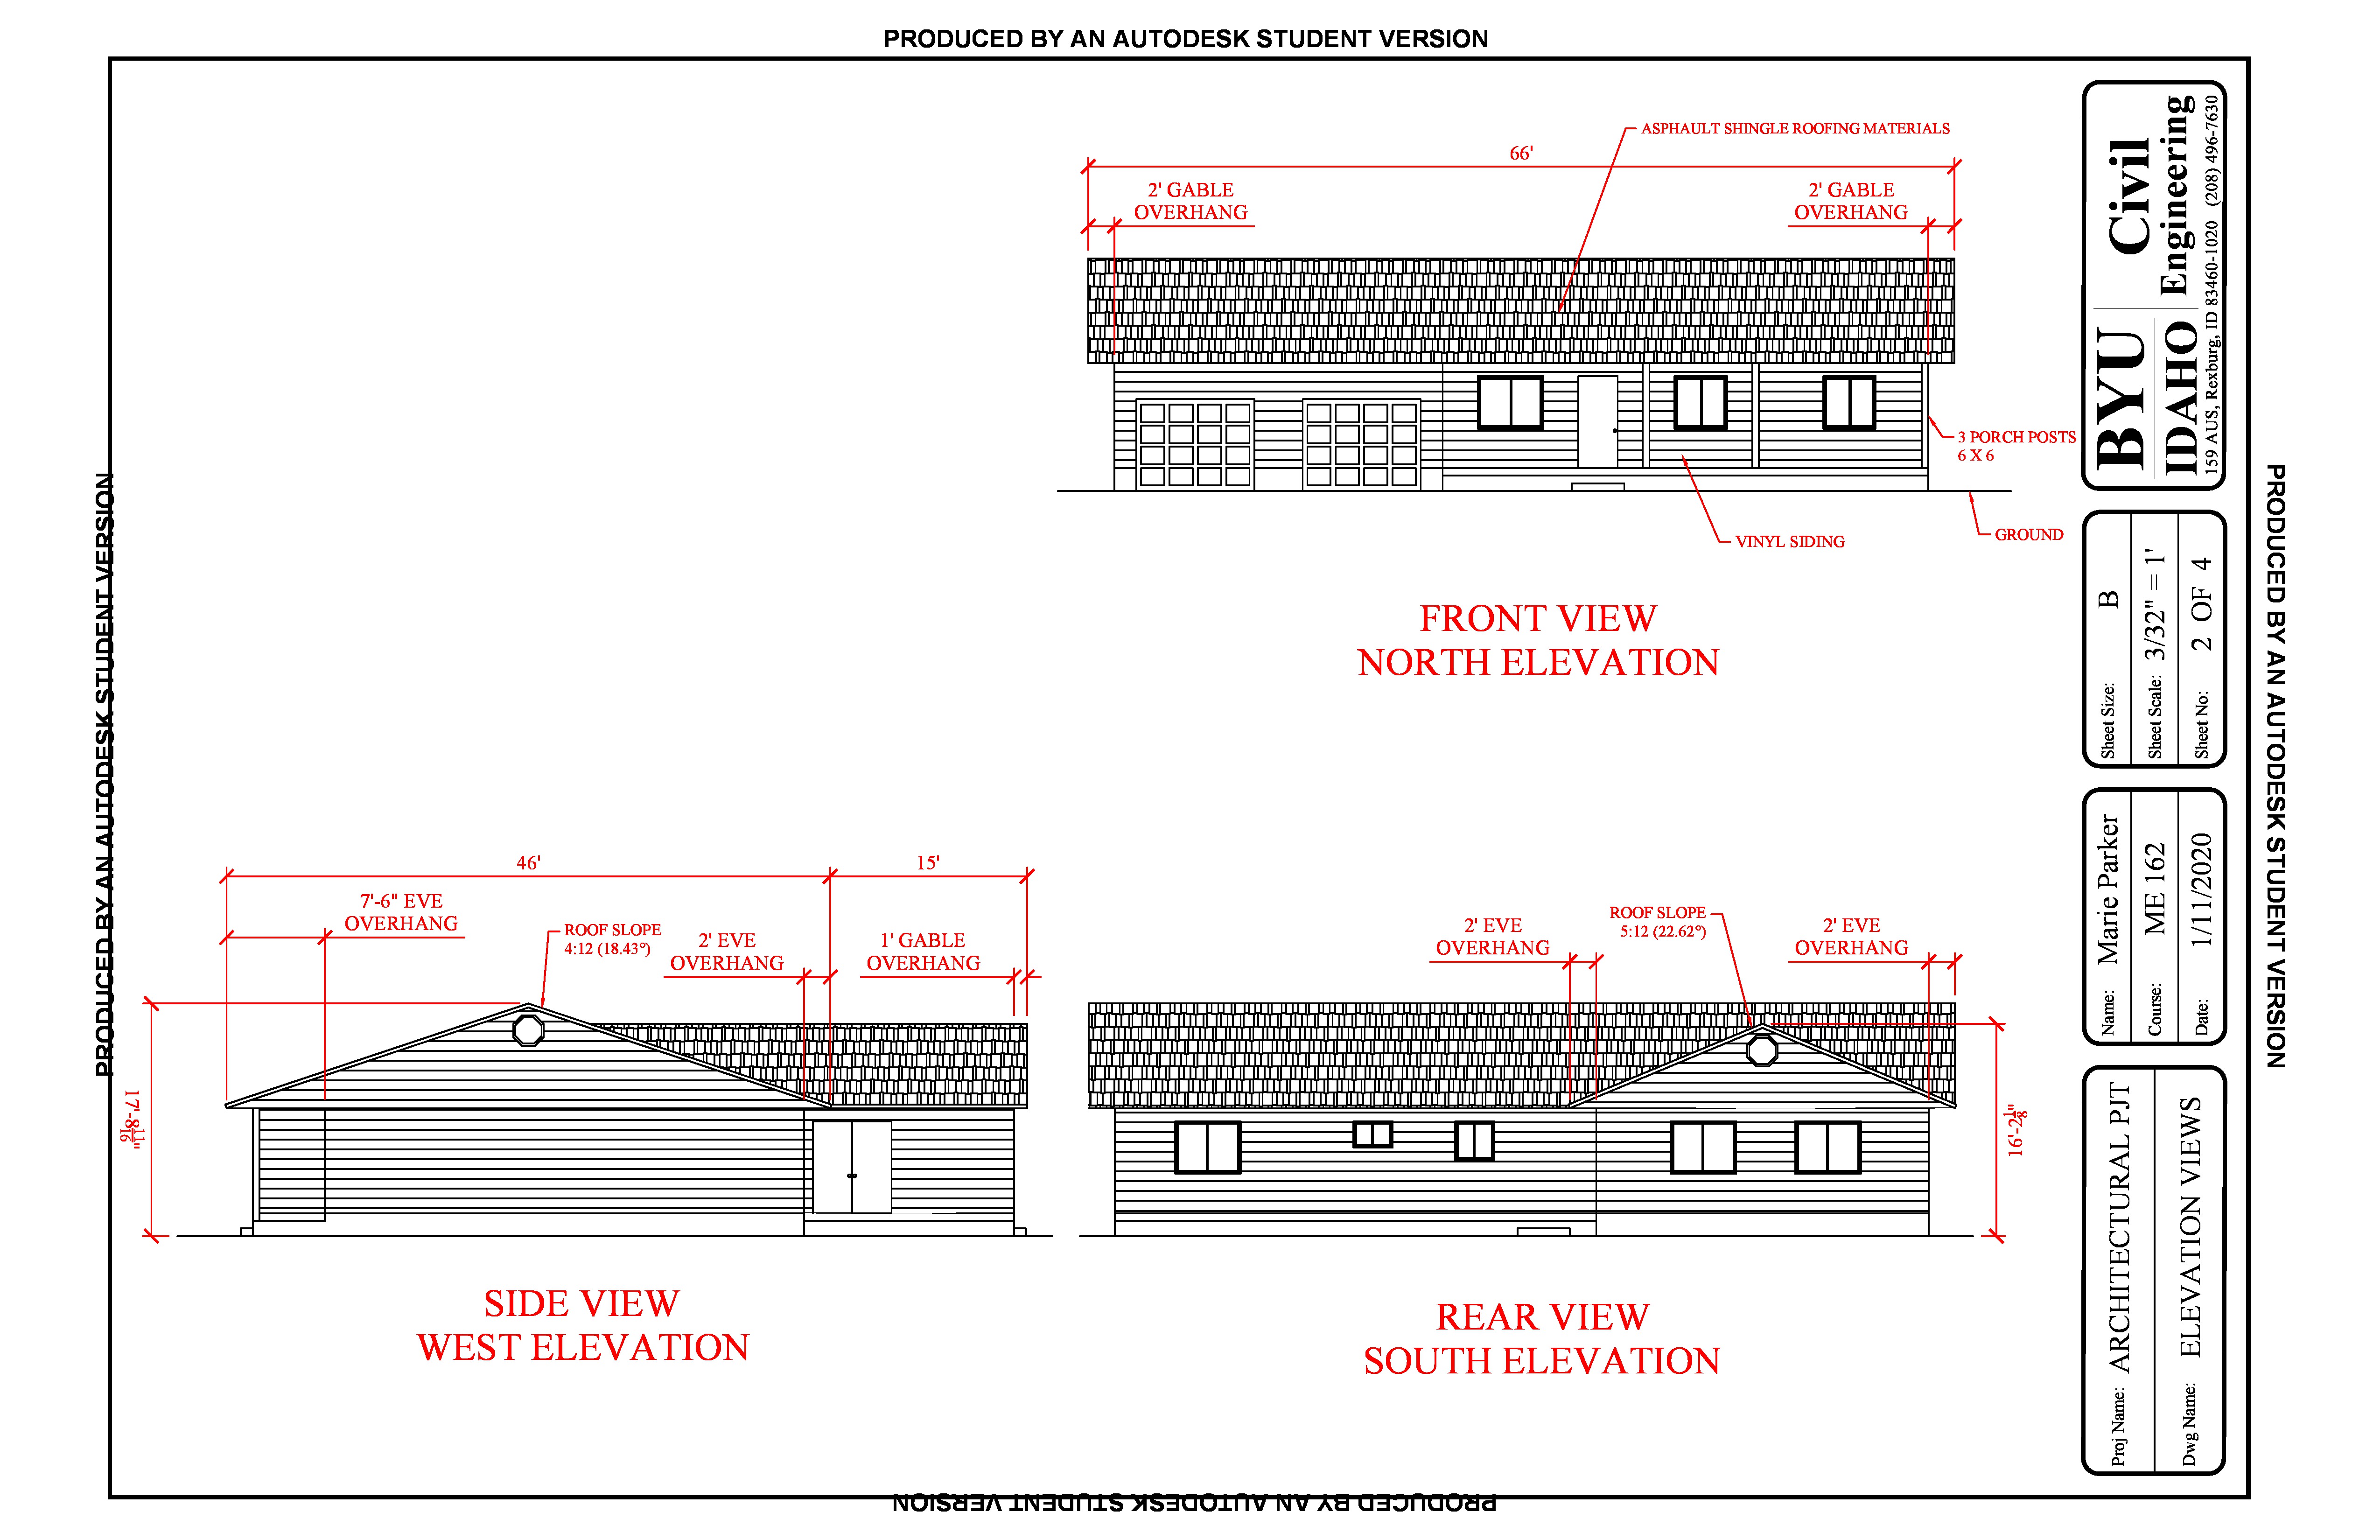 PRODUCED BY AN AUTODESK STUDENT VERSION
PRODUCED BY AN AUTODESK STUDENT VERSION
ASPHAULT SHINGLE ROOFING MATERIALS
66'
2' GABLE
OVERHANG
2' GABLE
OVERHANG
3 PORCH POSTS
6 X 6
VINYL SIDING
GROUND
FRONT VIEW
NORTH ELEVATION
46'
15'
7'-6" EVE
OVERHANG
ROOF SLOPE
4:12 (18.43°)
2' EVE
OVERHANG
1' GABLE
OVERHANG
17'-8 11/16"
SIDE VIEW
WEST ELEVATION
2' EVE
OVERHANG
ROOF SLOPE
5:12 (22.62°)
2' EVE
OVERHANG
16'-2 1/8"
REAR VIEW
SOUTH ELEVATION
BYU
IDAHO
Civil
Engineering
159 AUS, Rexburg, ID 83460-1020 (208) 496-7630
Sheet Size: B
Sheet Scale: 3/32" = 1'
Sheet No: 2 OF 4
Name: Marie Parker
Course: ME 162
Date: 1/11/2020
Proj Name: ARCHITECTURAL PJT
Dwg Name: ELEVATION VIEWS
PRODUCED BY AN AUTODESK STUDENT VERSION
PRODUCED BY AN AUTODESK STUDENT VERSION